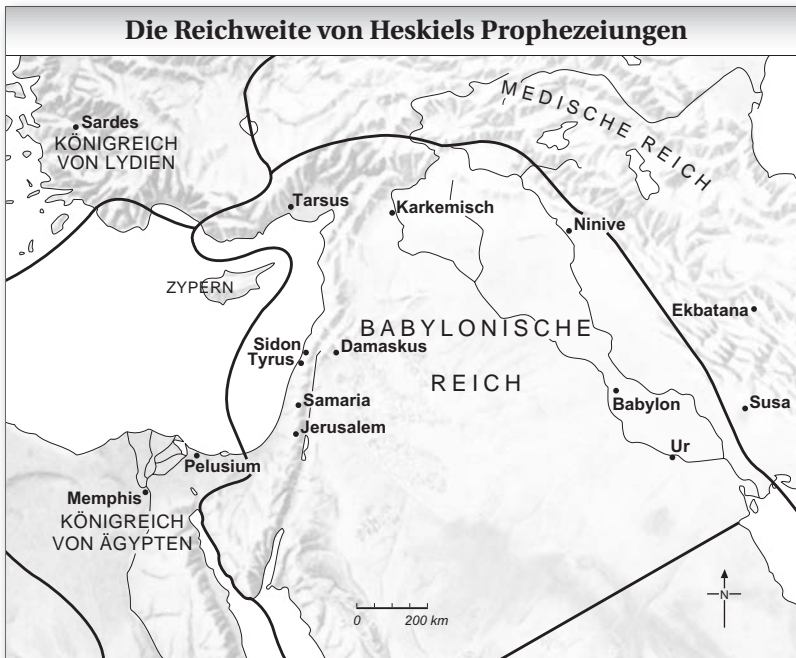 Die Reichweite von Heskiels Prophezeiungen
MEDISCHE REICH
Sardes
KÖNIGREICH
VON LYDIEN
Tarsus
Karkemisch
Ninive
ZYPERN
Ekbatana
BABYLONISCHE
REICH
Sidon
Tyrus
Damaskus
Babylon
Susa
Samaria
Jerusalem
Ur
Pelusium
Memphis
KÖNIGREICH
VON ÄGYPTEN
N
0 200 km